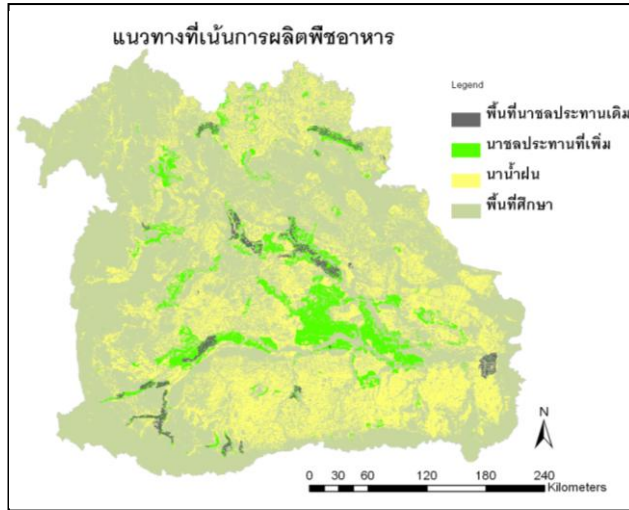 แนวทางที่เน้นการผลิตพืชอาหาร
Legend
พื้นที่นาชลประทานเดิม
นาชลประทานที่เพิ่ม
นาน้ำฝน
พื้นที่ศึกษา
N
0 30 60 120 180 240
Kilometers